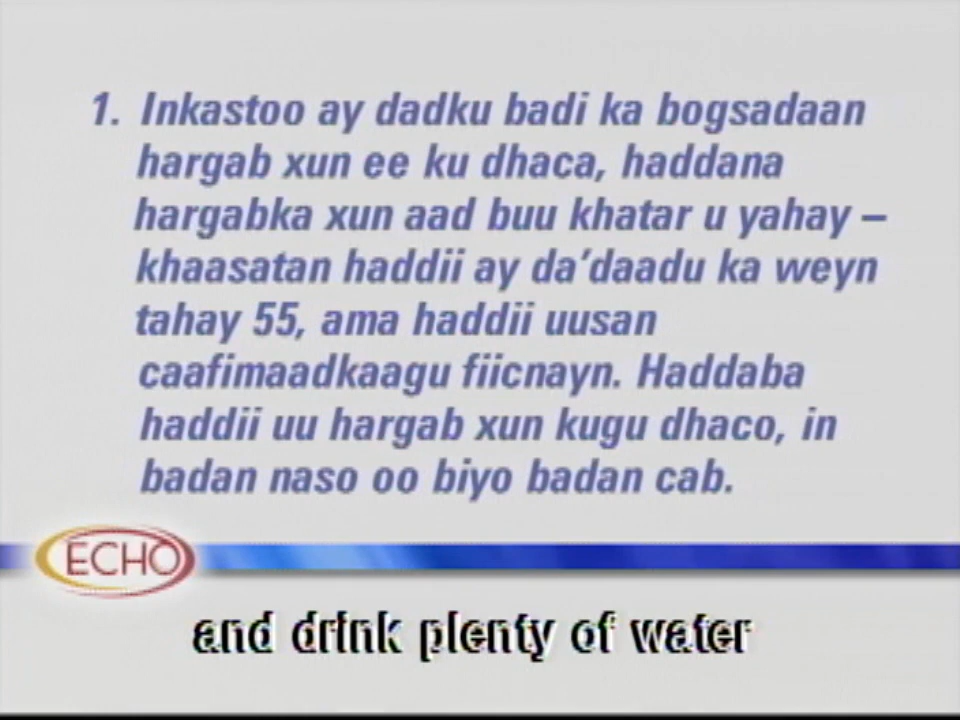 1. Inkastoo ay dadku badi ka bogsadaan
hargab xun ee ku dhaca, haddana
hargabka xun aad buu khatar u yahay –
khaasatan haddii ay da'daadu ka weyn
tahay 55, ama haddii uusan
caafimaadkaagu fiicnayn. Haddaba
haddii uu hargab xun kugu dhaco, in
badan naso oo biyo badan cab.
ECHO
and drink plenty of water